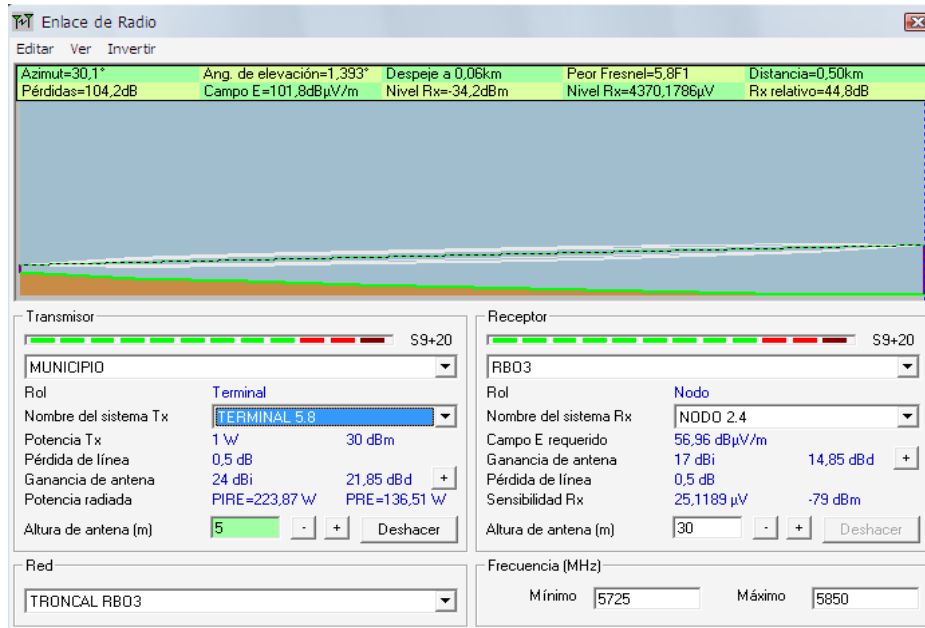 Enlace de Radio
Editar Ver Invertir
Azimut=30,1° Ang. de elevación=1,393° Despeje a 0,06km Peor Fresnel=5,8F1 Distancia=0,50km
Pérdidas=104,2dB Campo E=101,8dBµV/m Nivel Rx=-34,2dBm Nivel Rx=4370,1786µV Rx relativo=44,8dB
Transmisor
S9+20
MUNICIPIO
Rol Terminal
Nombre del sistema Tx TERMINAL 5.8
Potencia Tx 1 W 30 dBm
Pérdida de línea 0,5 dB
Ganancia de antena 24 dBi 21,85 dBd +
Potencia radiada PIRE=223,87 W PRE=136,51 W
Altura de antena (m) 5 - + Deshacer
Receptor
S9+20
RBO3
Rol Nodo
Nombre del sistema Rx NODO 2.4
Campo E requerido 56,96 dBµV/m
Ganancia de antena 17 dBi 14,85 dBd +
Pérdida de línea 0,5 dB
Sensibilidad Rx 25,1189 µV -79 dBm
Altura de antena (m) 30 - + Deshacer
Red
TRONCAL RBO3
Frecuencia (MHz)
Mínimo 5725 Máximo 5850